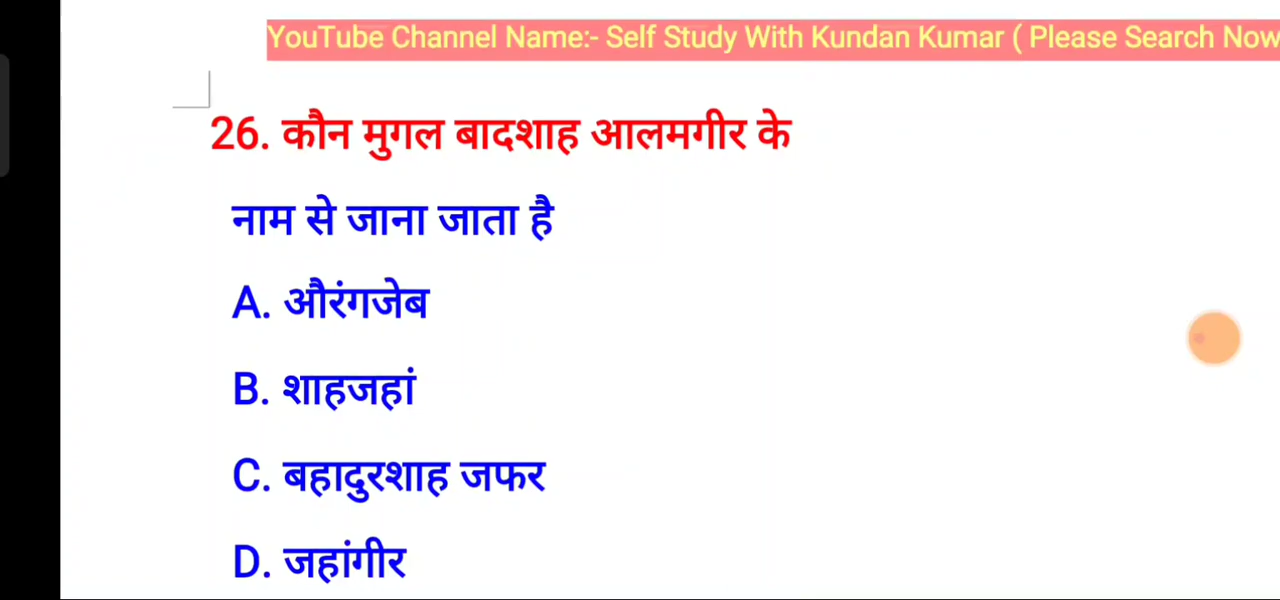 YouTube Channel Name:- Self Study With Kundan Kumar ( Please Search Now
26. कौन मुगल बादशाह आलमगीर के
नाम से जाना जाता है
A. औरंगजेब
B. शाहजहां
C. बहादुरशाह जफर
D. जहांगीर